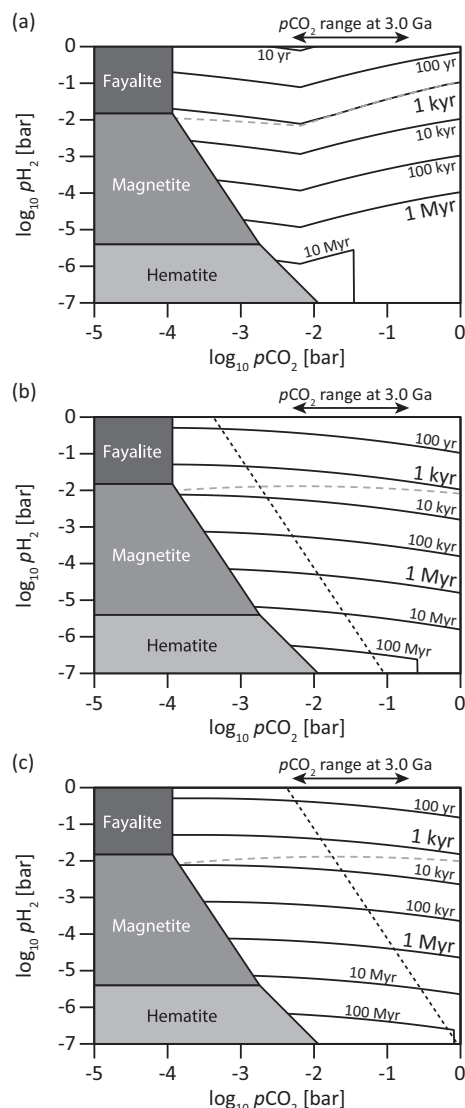 (a)
pCO₂ range at 3.0 Ga
0
-1
-2
-3
-4
-5
-6
-7
log₁₀ pH₂ [bar]
Fayalite
Magnetite
Hematite
10 yr
100 yr
1 kyr
10 kyr
100 kyr
1 Myr
10 Myr
-5
-4
-3
-2
-1
0
log₁₀ pCO₂ [bar]
(b)
pCO₂ range at 3.0 Ga
0
-1
-2
-3
-4
-5
-6
-7
log₁₀ pH₂ [bar]
Fayalite
Magnetite
Hematite
100 yr
1 kyr
10 kyr
100 kyr
1 Myr
10 Myr
100 Myr
-5
-4
-3
-2
-1
0
log₁₀ pCO₂ [bar]
(c)
pCO₂ range at 3.0 Ga
0
-1
-2
-3
-4
-5
-6
-7
log₁₀ pH₂ [bar]
Fayalite
Magnetite
Hematite
100 yr
1 kyr
10 kyr
100 kyr
1 Myr
10 Myr
100 Myr
-5
-4
-3
-2
-1
0
log₁₀ pCO₂ [bar]